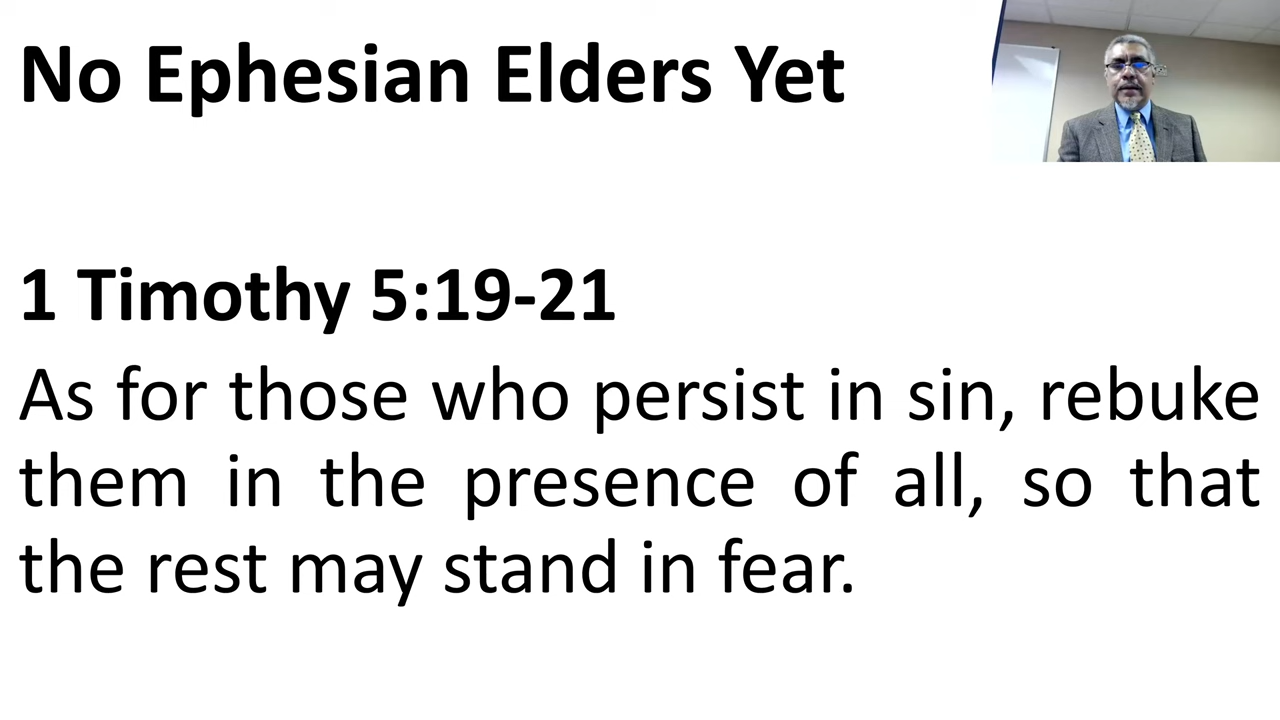 No Ephesian Elders Yet
1 Timothy 5:19-21
As for those who persist in sin, rebuke
them in the presence of all, so that
the rest may stand in fear.